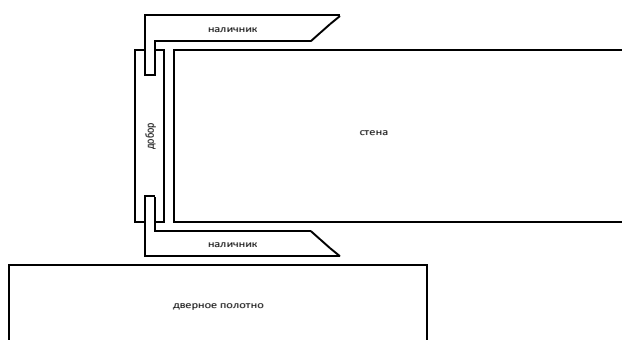 наличник
добор
стена
наличник
дверное полотно